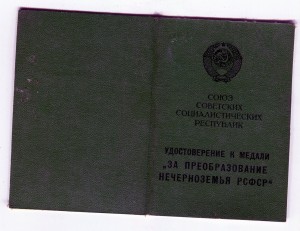 СОЮЗ
СОВЕТСКИХ
СОЦИАЛИСТИЧЕСКИХ
РЕСПУБЛИК
УДОСТОВЕРЕНИЕ К МЕДАЛИ
„ЗА ПРЕОБРАЗОВАНИЕ
НЕЧЕРНОЗЕМЬЯ РСФСР“